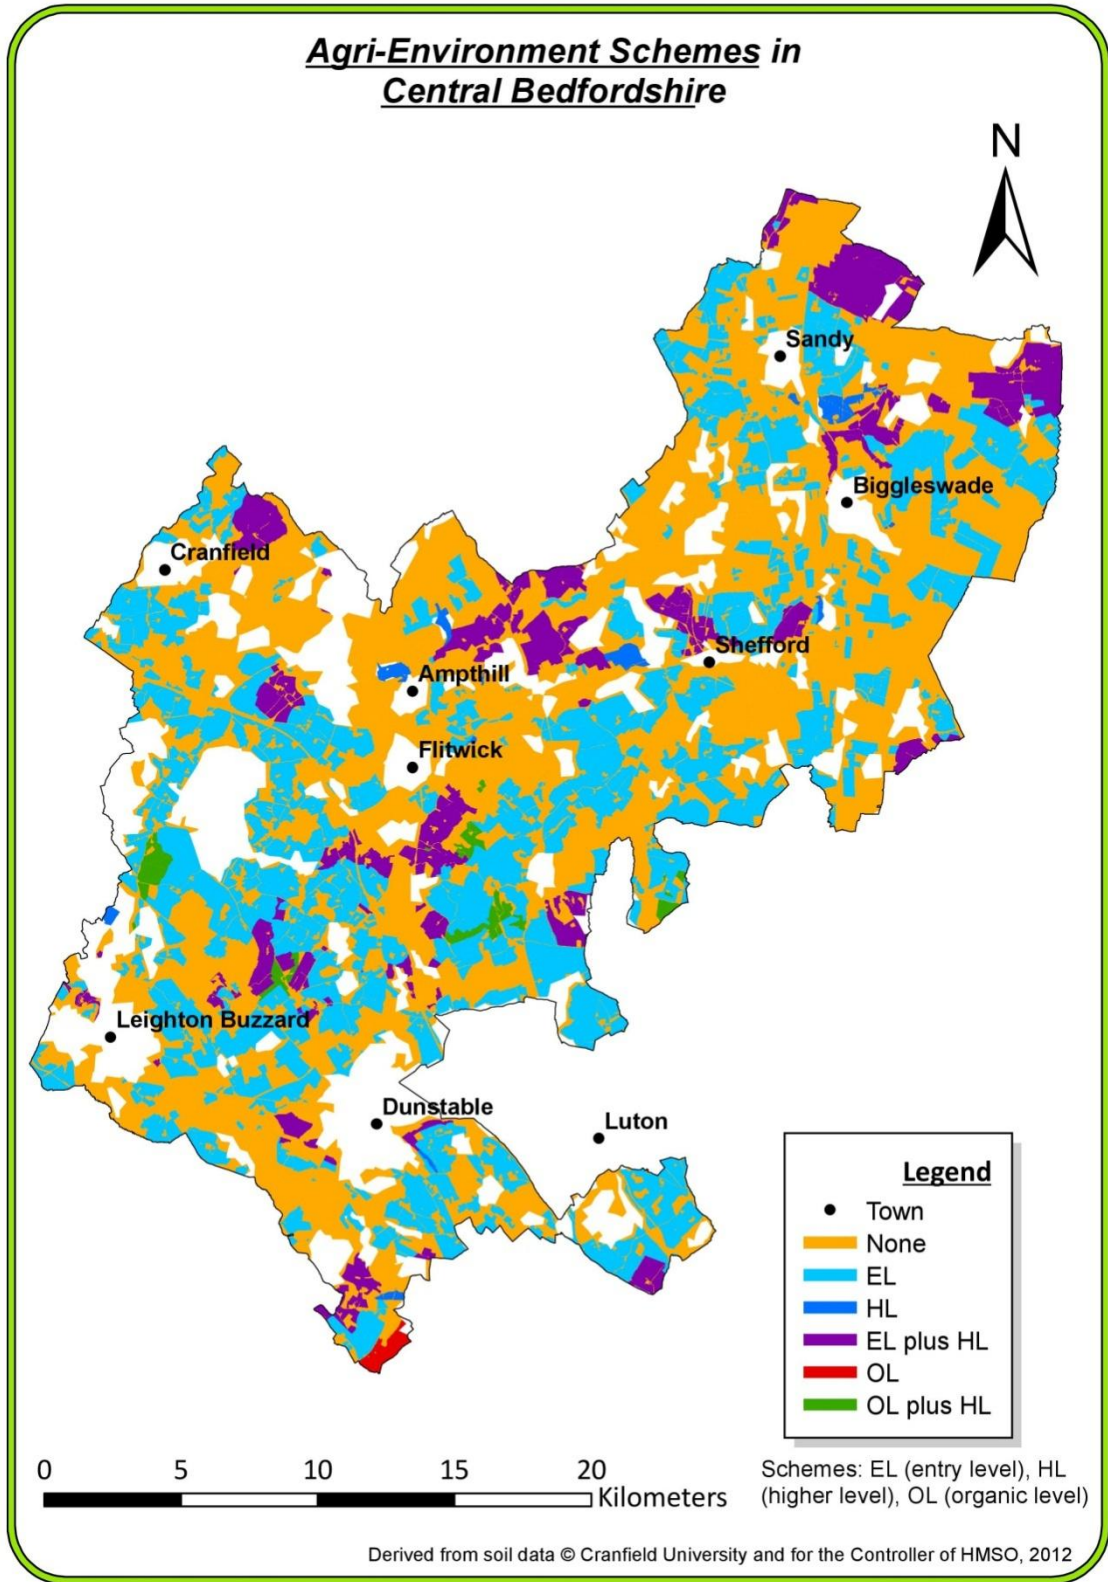 Agri-Environment Schemes in
Central Bedfordshire
N
Sandy
Biggleswade
Cranfield
Shefford
Ampthill
Flitwick
Leighton Buzzard
Dunstable
Luton
Legend
Town
None
EL
HL
EL plus HL
OL
OL plus HL
0 5 10 15 20
Kilometers
Schemes: EL (entry level), HL
(higher level), OL (organic level)
Derived from soil data © Cranfield University and for the Controller of HMSO, 2012